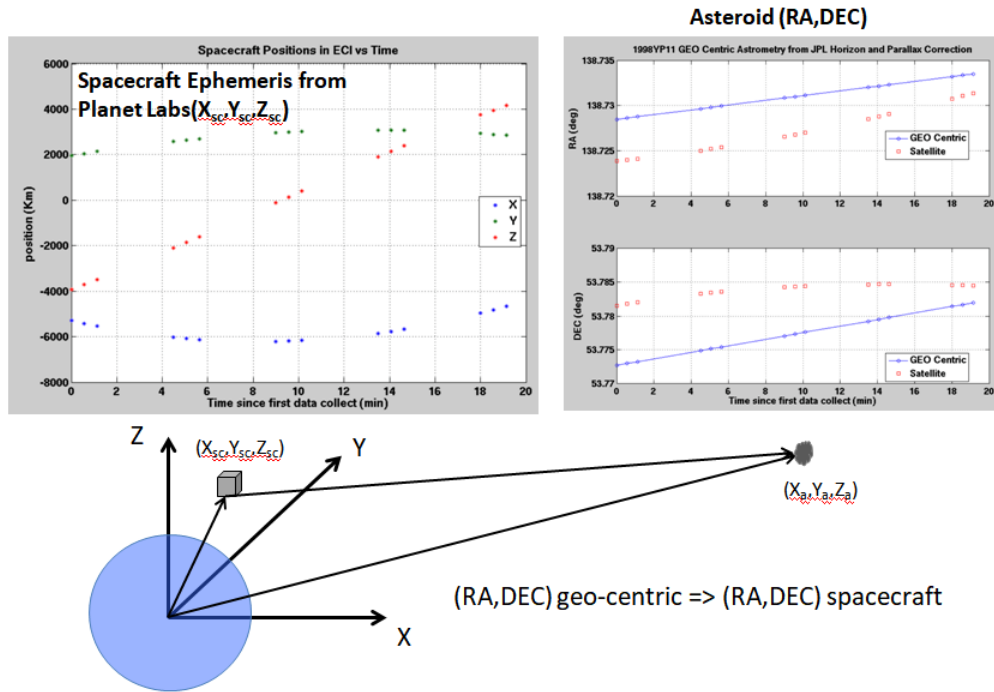 Asteroid (RA,DEC)
Spacecraft Positions in ECI vs Time
Spacecraft Ephemeris from
Planet Labs(Xsc,Ysc,Zsc)
6000
4000
2000
0
-2000
-4000
-6000
-8000
position (Km)
X
Y
Z
0 2 4 6 8 10 12 14 16 18 20
Time since first data collect (min)
1998YP11 GEO Centric Astrometry from JPL Horizon and Parallax Correction
138.735
138.73
138.725
138.72
RA (deg)
GEO Centric
Satellite
0 2 4 6 8 10 12 14 16 18 20
53.79
53.785
53.78
53.775
53.77
DEC (deg)
GEO Centric
Satellite
0 2 4 6 8 10 12 14 16 18 20
Time since first data collect (min)
Z
(Xsc,Ysc,Zsc)
Y
(Xa,Ya,Za)
(RA,DEC) geo-centric => (RA,DEC) spacecraft
X